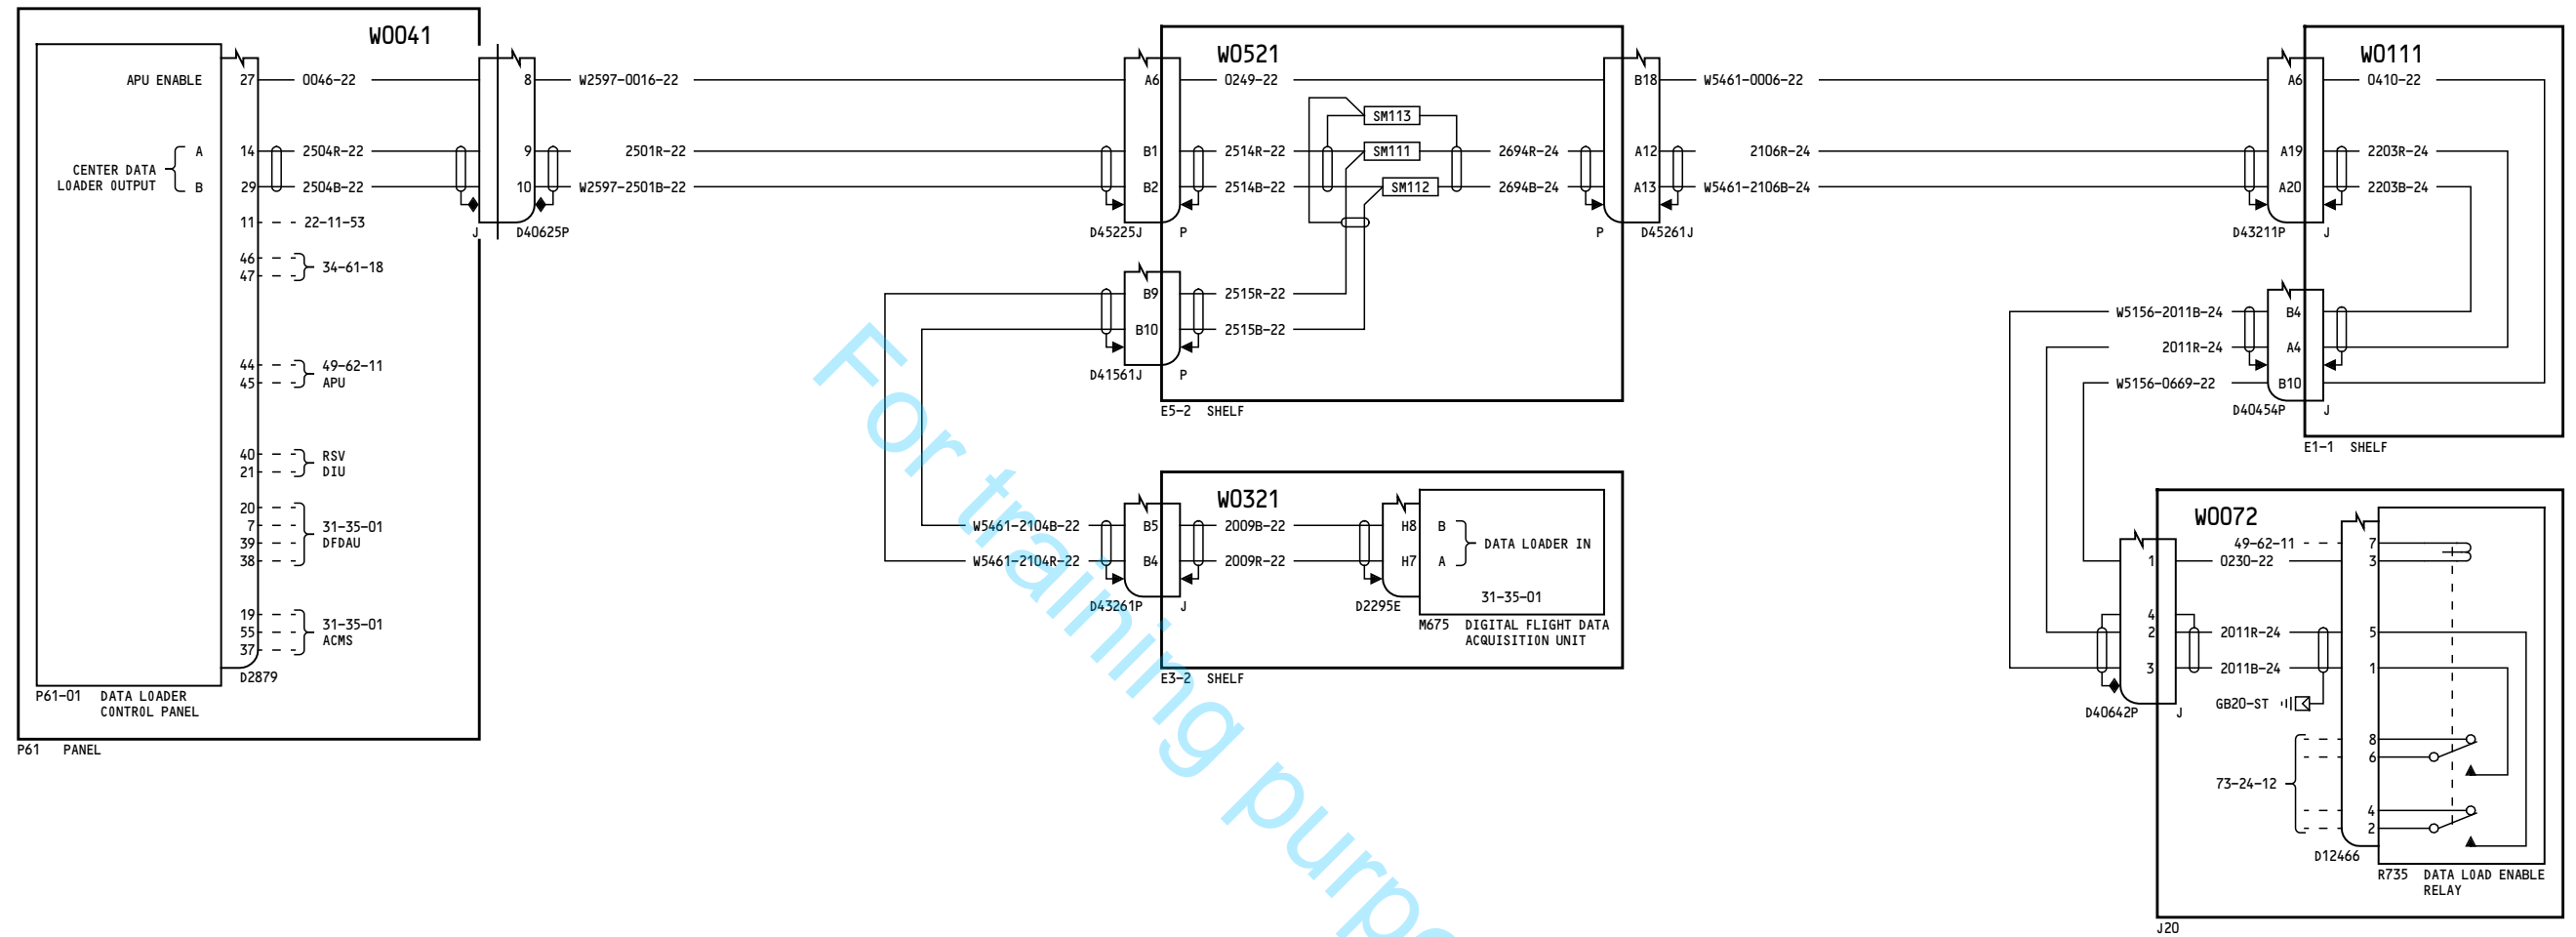 W0041
APU ENABLE 27 0046-22 8 W2597-0016-22
A 14 2504R-22 9 2501R-22
CENTER DATA
LOADER OUTPUT
B 29 2504B-22 10 W2597-2501B-22
11 22-11-53
J D40625P
46
47
34-61-18
44
45
49-62-11
APU
40
21
RSV
DIU
20
7
39
38
31-35-01
DFDAU
19
55
37
31-35-01
ACMS
D2879
P61-01 DATA LOADER
CONTROL PANEL
P61 PANEL
W0521
A6 0249-22 B18 W5461-0006-22
SM113
B1 2514R-22 SM111 2694R-24 A12 2106R-24
B2 2514B-22 SM112 2694B-24 A13 W5461-2106B-24
D45225J P P D45261J
B9 2515R-22
B10 2515B-22
D41561J P
E5-2 SHELF
W0321
W5461-2104B-22 B5 2009B-22 H8 B
DATA LOADER IN
W5461-2104R-22 B4 2009R-22 H7 A
31-35-01
D43261P J D2295E
M675 DIGITAL FLIGHT DATA
ACQUISITION UNIT
E3-2 SHELF
W0111
A6 0410-22
A19 2203R-24
A20 2203B-24
D43211P J
W5156-2011B-24 B4
2011R-24 A4
W5156-0669-22 B10
D40454P J
E1-1 SHELF
W0072
49-62-11 7
1 0230-22 3
4
2 2011R-24 5
3 2011B-24 1
GB20-ST
D40642P J
8
6
73-24-12
4
2
D12466
R735 DATA LOAD ENABLE
RELAY
J20
For training purpo